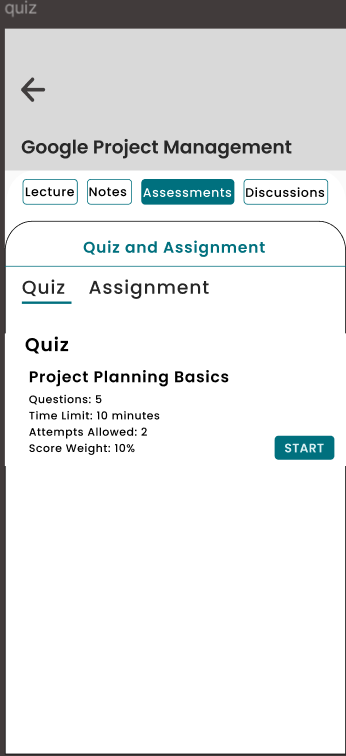 quiz
Google Project Management
Lecture Notes Assessments Discussions
Quiz and Assignment
Quiz Assignment
Quiz
Project Planning Basics
Questions: 5
Time Limit: 10 minutes
Attempts Allowed: 2
Score Weight: 10%
START